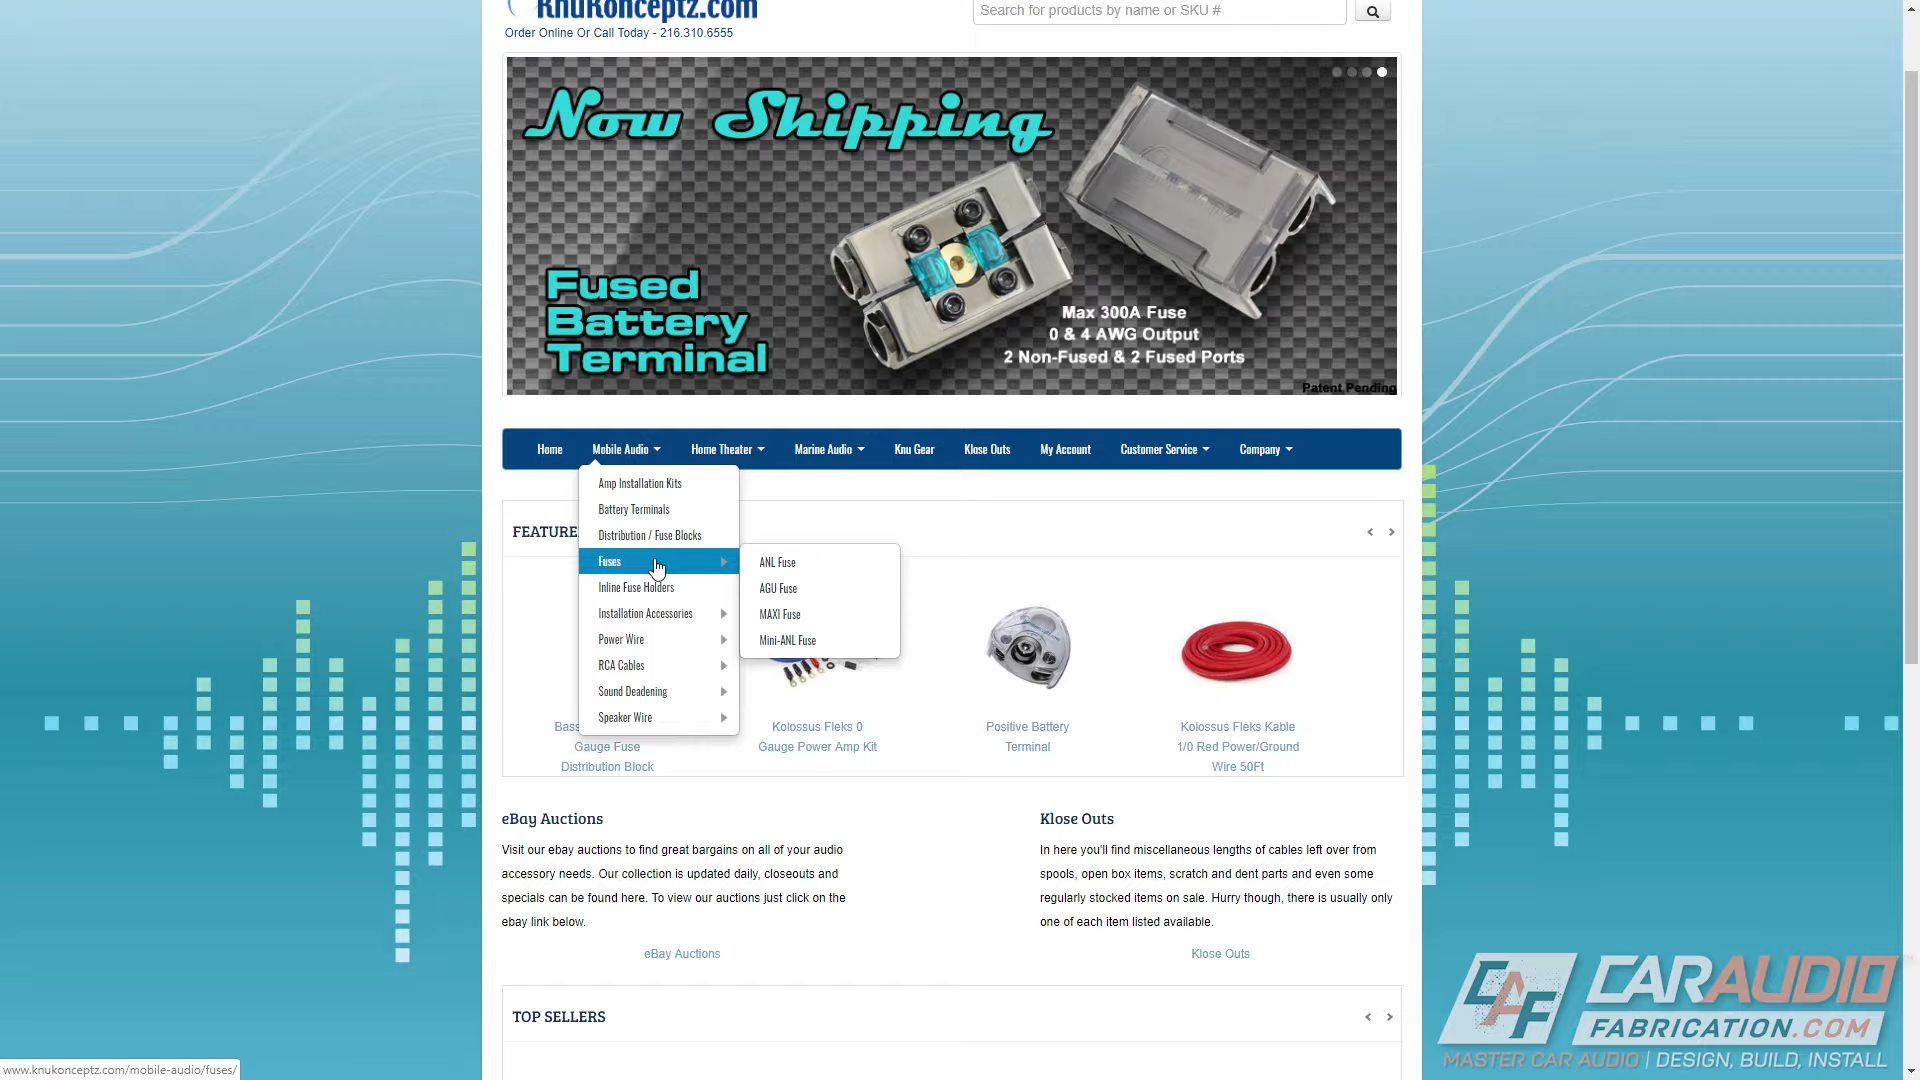 KnuKonceptz.com
Search for products by name or SKU #
Order Online Or Call Today - 216.310.6555
Now Shipping
Fused
Battery
Terminal
Max 300A Fuse
0 & 4 AWG Output
2 Non-Fused & 2 Fused Ports
Patent Pending
Home
Mobile Audio
Home Theater
Marine Audio
Knu Gear
Klose Outs
My Account
Customer Service
Company
Amp Installation Kits
Battery Terminals
Distribution / Fuse Blocks
Fuses
Inline Fuse Holders
Installation Accessories
Power Wire
RCA Cables
Sound Deadening
Speaker Wire
ANL Fuse
AGU Fuse
MAXI Fuse
Mini-ANL Fuse
FEATURE
Bass
Gauge Fuse
Distribution Block
Kolossus Fleks 0
Gauge Power Amp Kit
Positive Battery
Terminal
Kolossus Fleks Kable
1/0 Red Power/Ground
Wire 50Ft
eBay Auctions
Visit our ebay auctions to find great bargains on all of your audio
accessory needs. Our collection is updated daily, closeouts and
specials can be found here. To view our auctions just click on the
ebay link below.
eBay Auctions
Klose Outs
In here you'll find miscellaneous lengths of cables left over from
spools, open box items, scratch and dent parts and even some
regularly stocked items on sale. Hurry though, there is usually only
one of each item listed available.
Klose Outs
TOP SELLERS
CAF
CAR AUDIO
FABRICATION.COM
MASTER CAR AUDIO | DESIGN, BUILD, INSTALL
www.knukonceptz.com/mobile-audio/fuses/